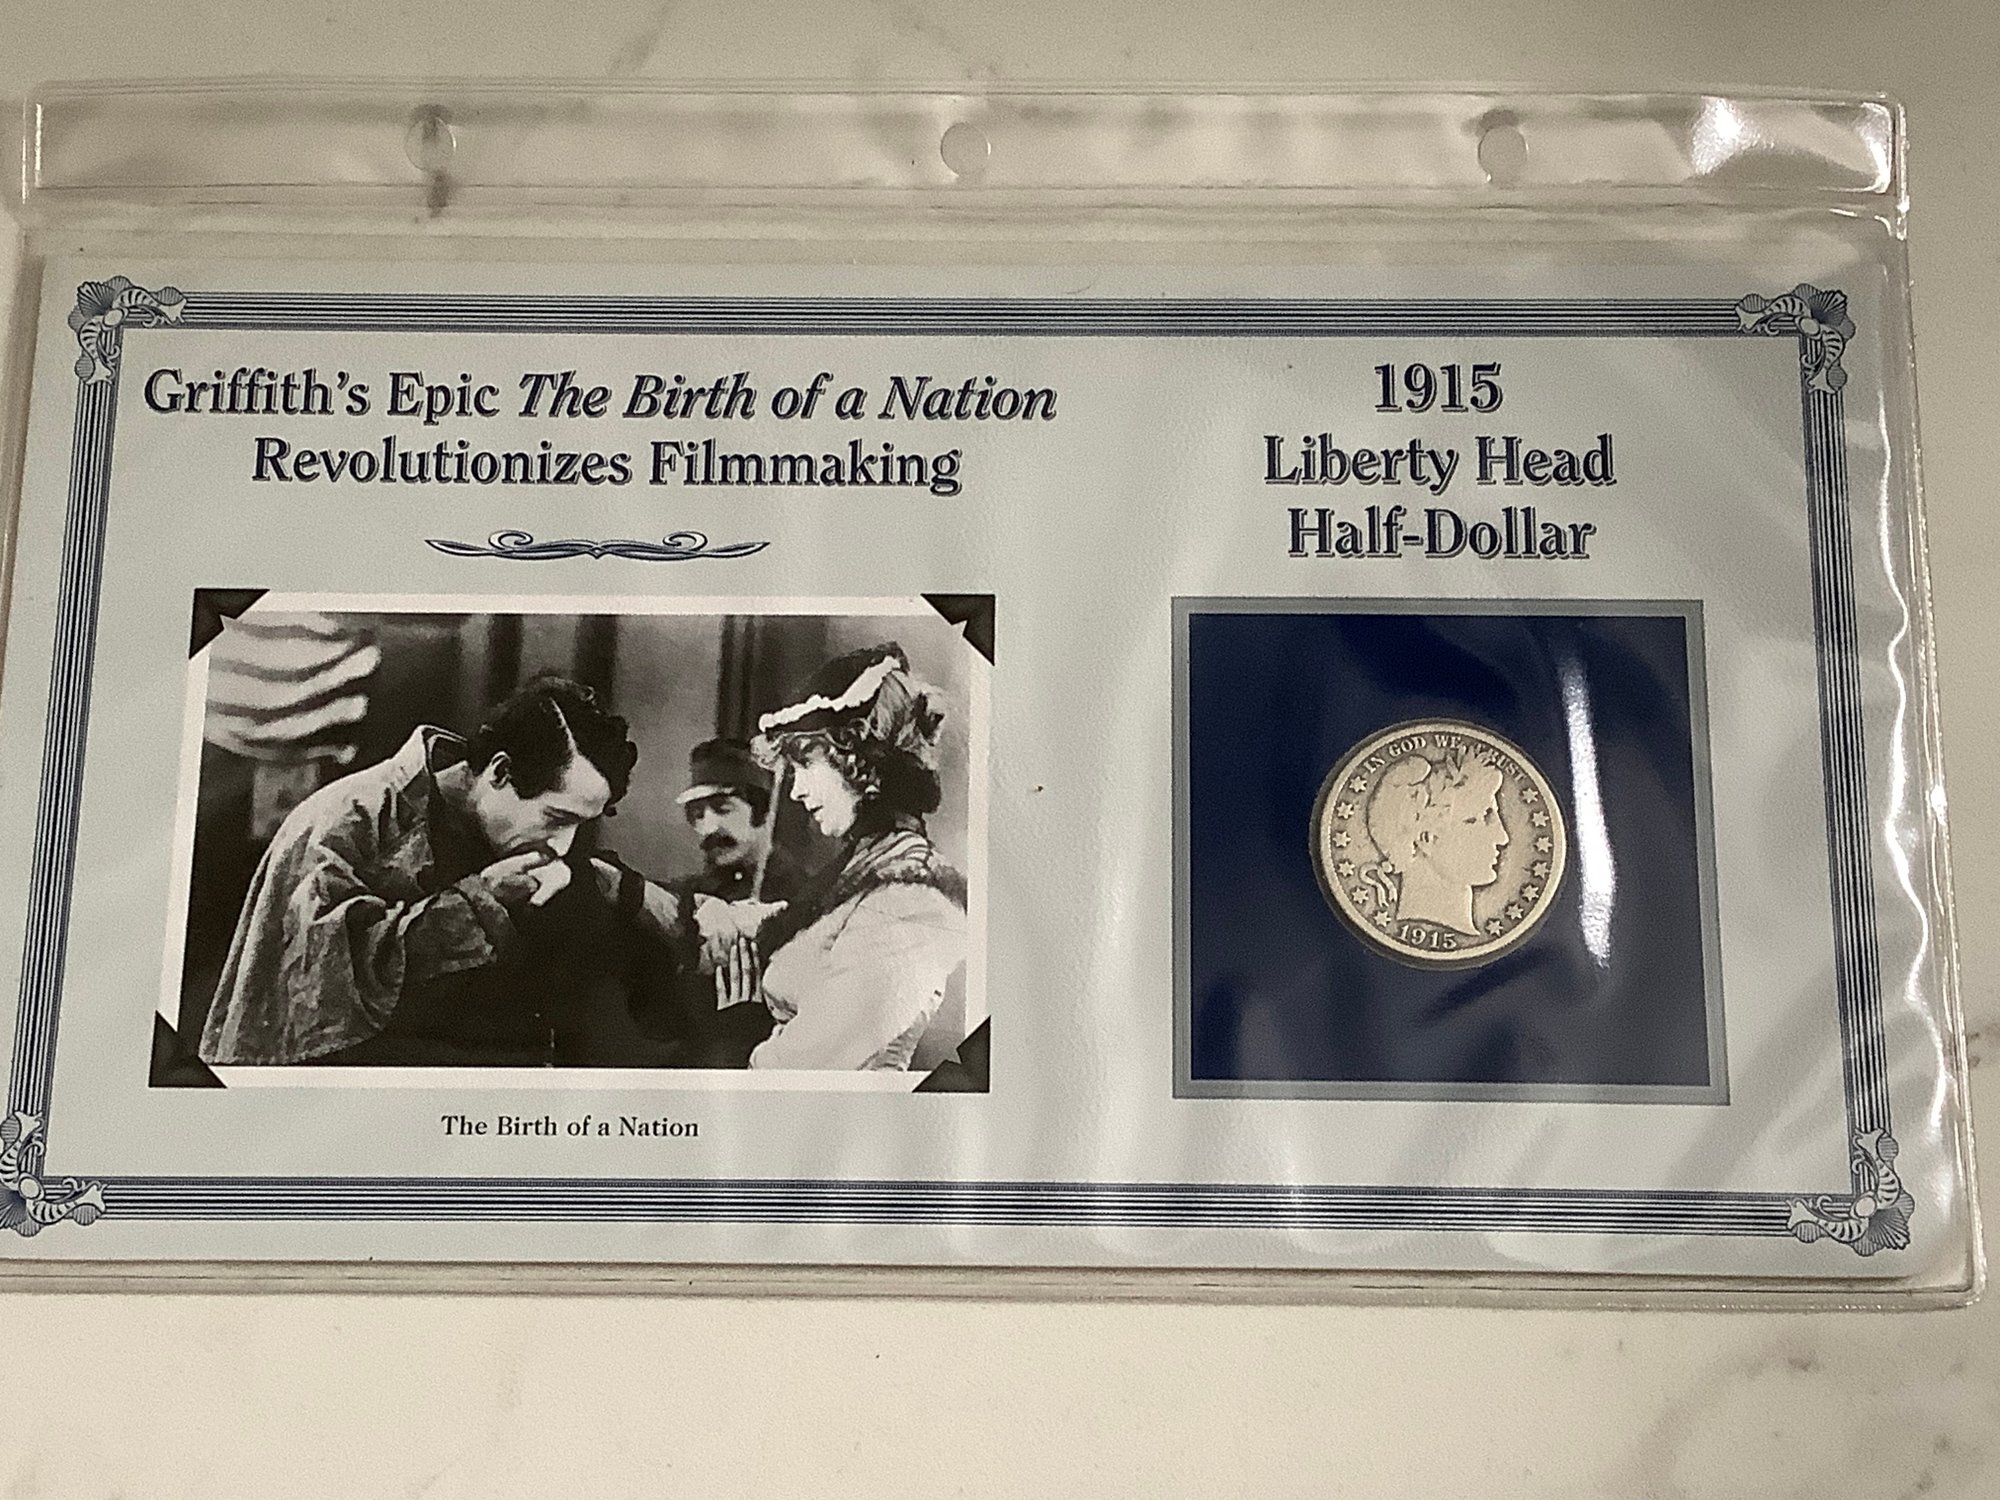 Griffith's Epic The Birth of a Nation
Revolutionizes Filmmaking
The Birth of a Nation
1915
Liberty Head
Half-Dollar
IN GOD WE TRUST
1915